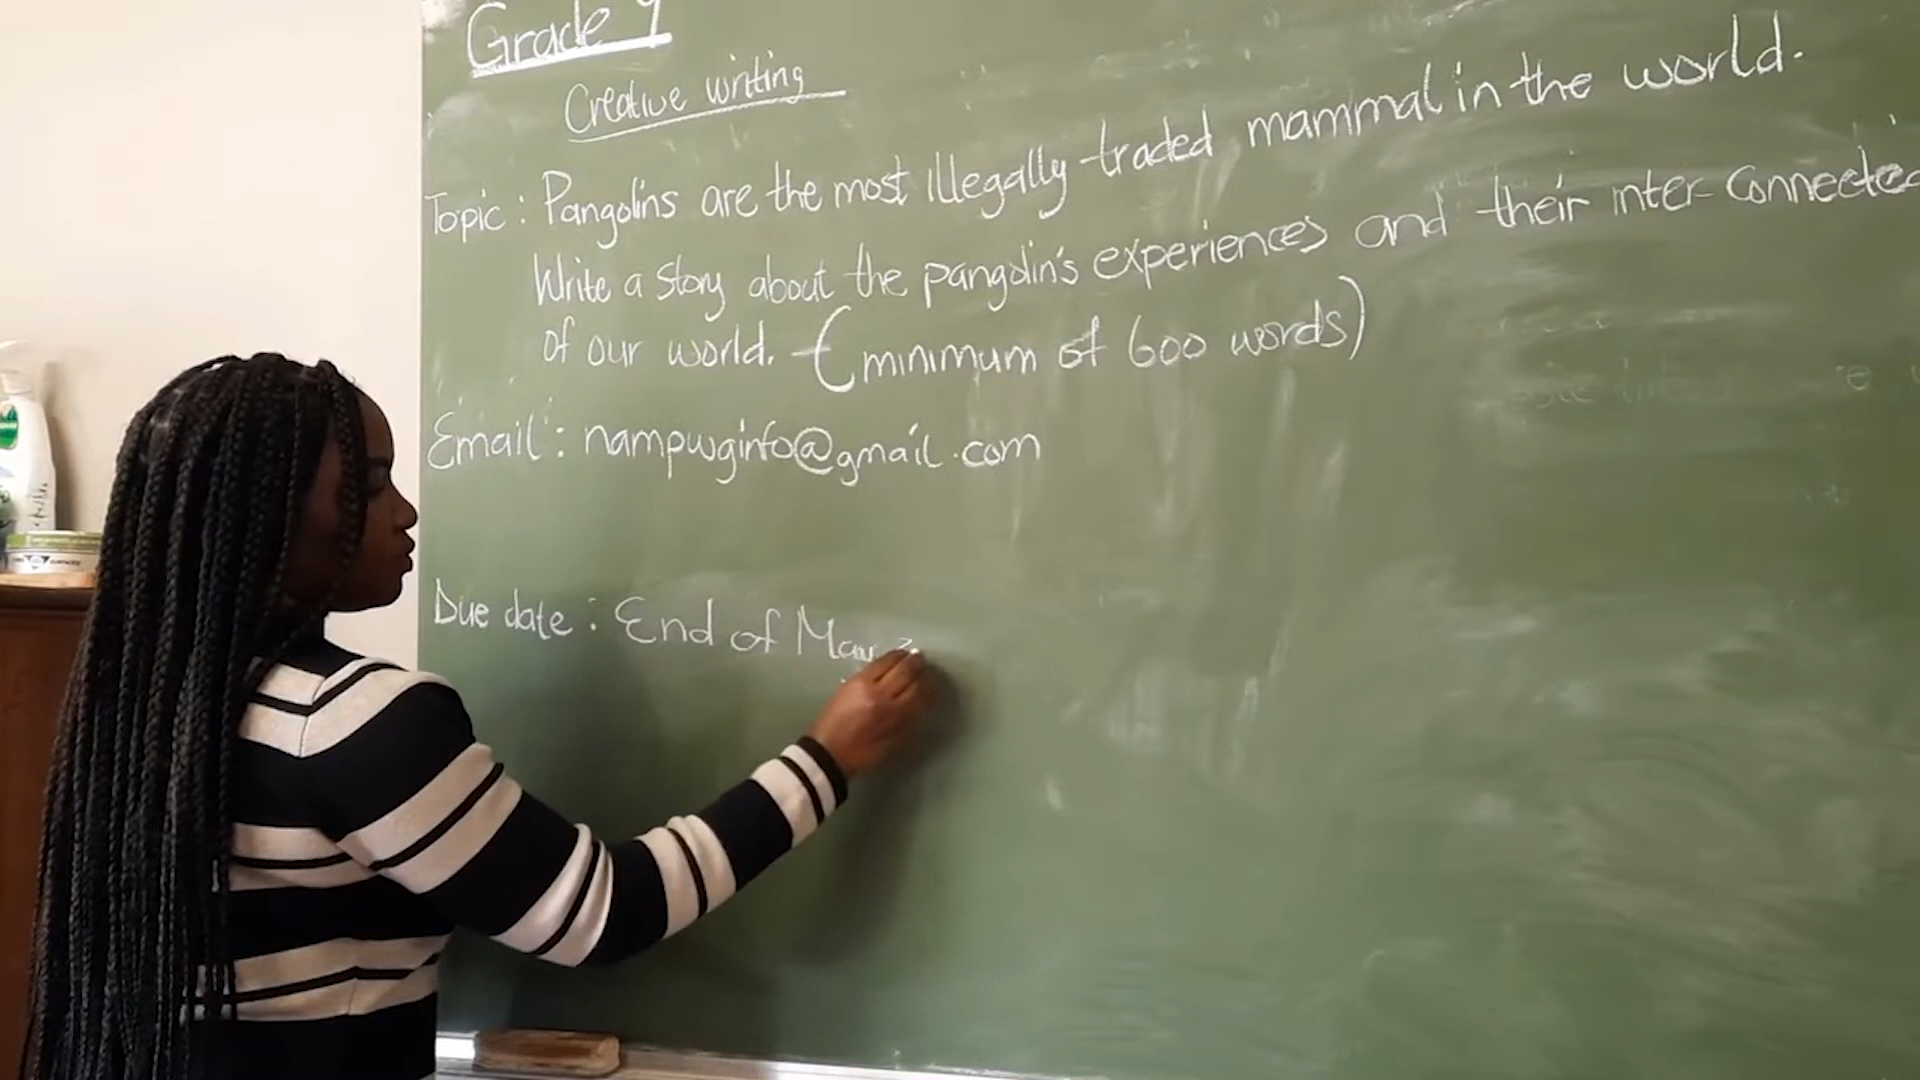 Grade 9
Creative writing
Topic: Pangolins are the most illegally traded mammal in the world.
Write a story about the pangolin's experiences and their inter-connected
of our world. - (minimum of 600 words)
Email: nampwginfo@gmail.com
Due date: End of May
SURFACES